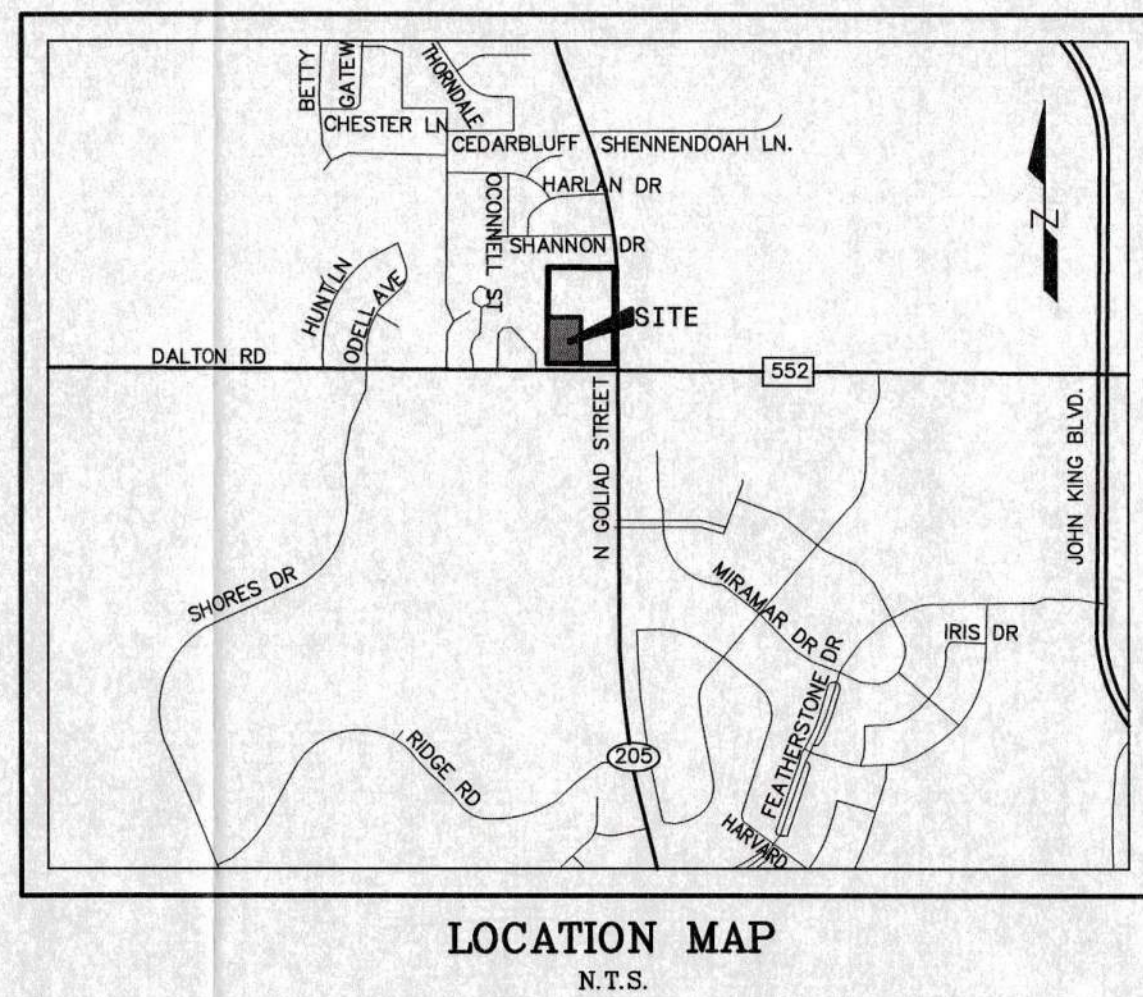 BETTY
GATEW
THORNDALE
CHESTER LN
CEDARBLUFF
SHENNENDOAH LN.
HARLAN DR
OCONNELL ST
SHANNON DR
HUNT LN
ODELL AVE
SITE
DALTON RD
552
N
N GOLIAD STREET
JOHN KING BLVD.
SHORES DR
MIRAMAR DR
IRIS DR
FEATHERSTONE DR
RIDGE RD
205
HARVARD
LOCATION MAP
N.T.S.